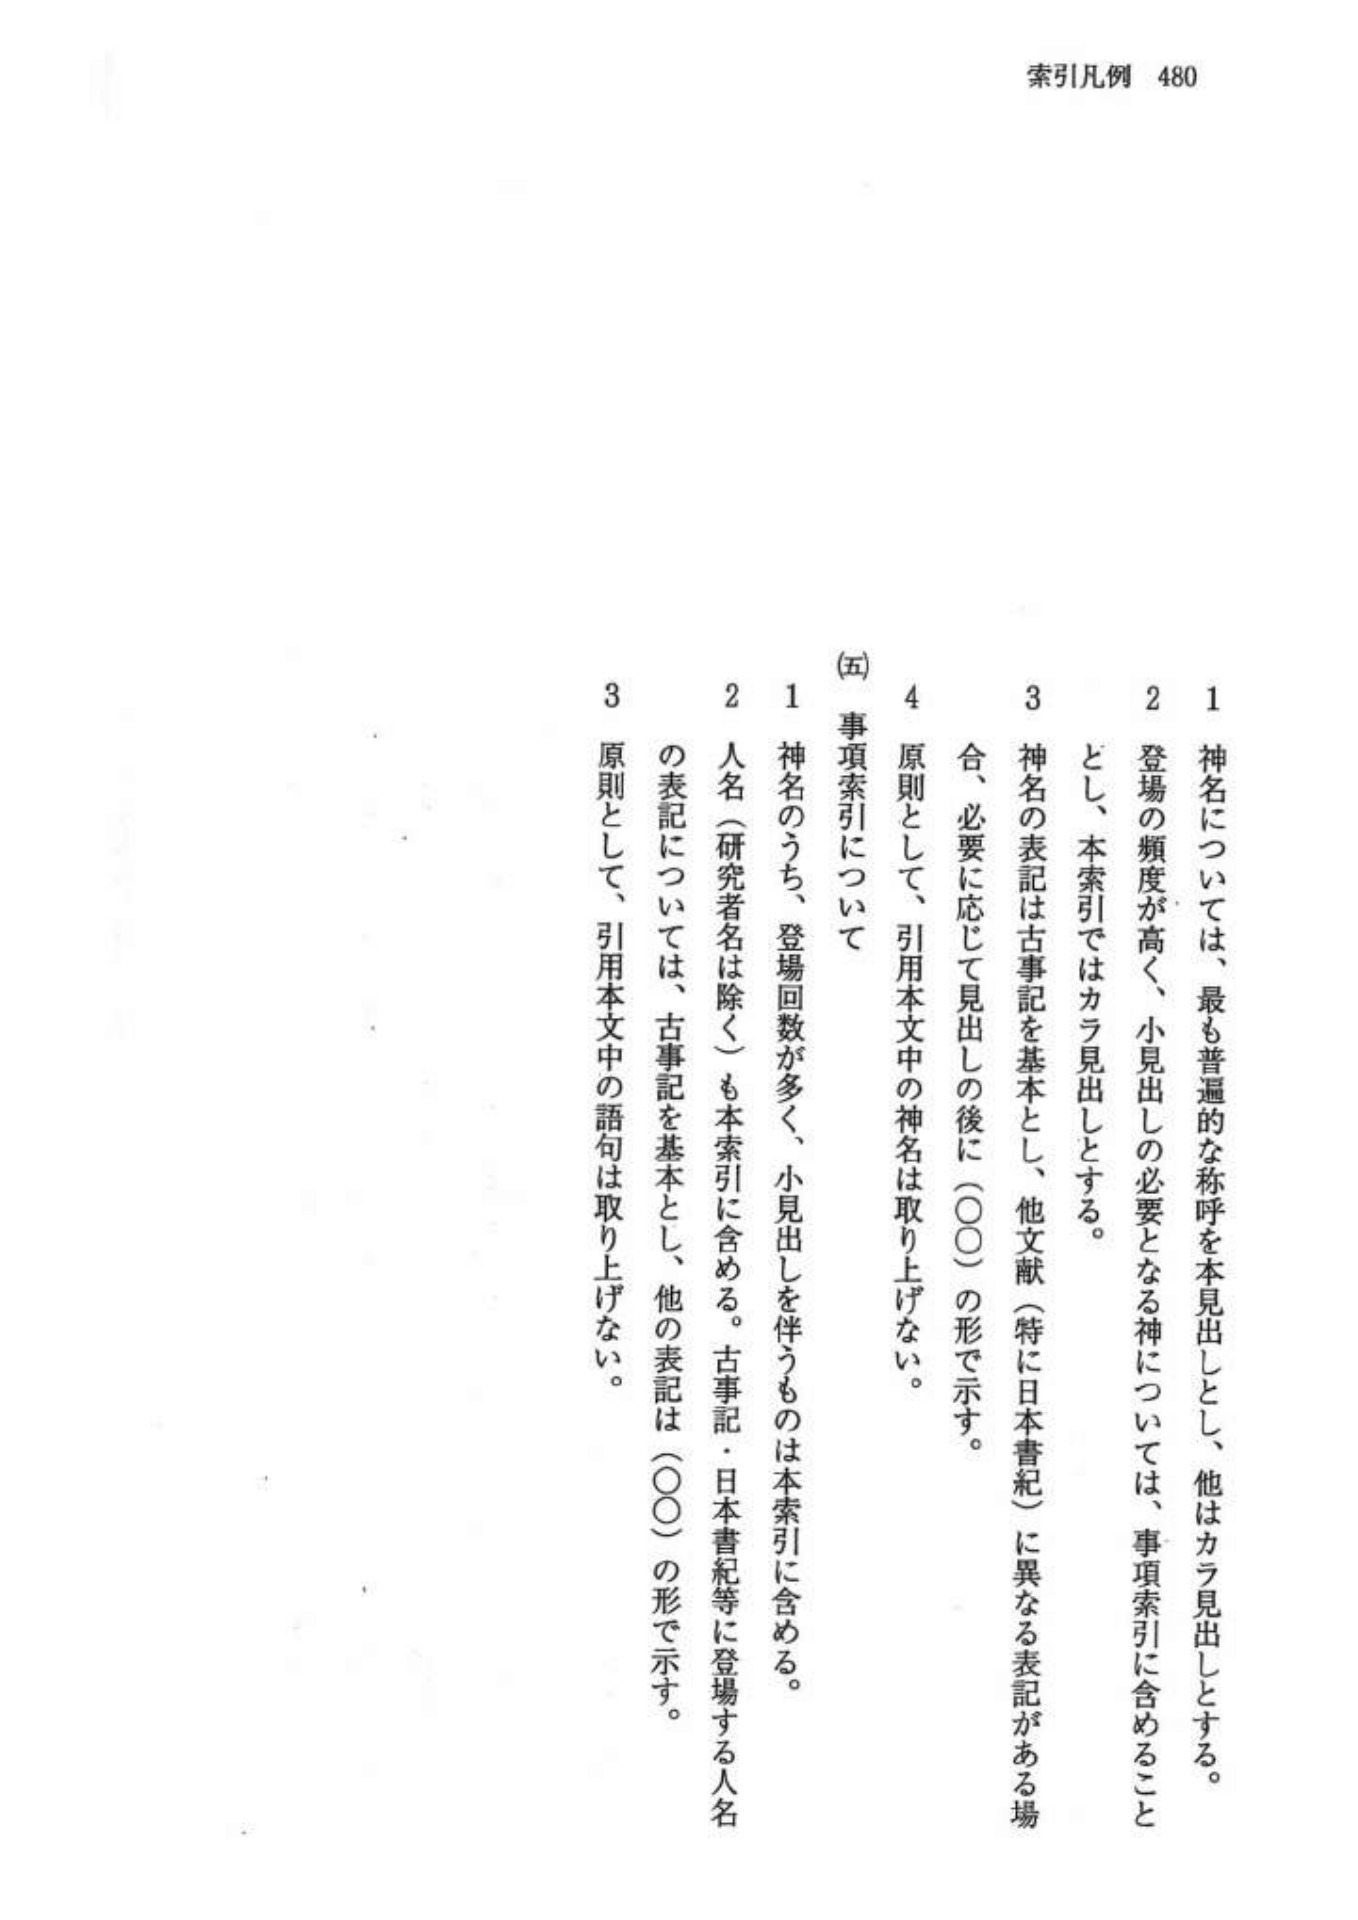 索引凡例　480
1　神名については、最も普遍的な称呼を本見出しとし、他はカラ見出しとする。
2　登場の頻度が高く、小見出しの必要となる神については、事項索引に含めること
とし、本索引ではカラ見出しとする。
3　神名の表記は古事記を基本とし、他文献（特に日本書紀）に異なる表記がある場
合、必要に応じて見出しの後に（〇〇）の形で示す。
4　原則として、引用本文中の神名は取り上げない。
㈤　事項索引について
1　神名のうち、登場回数が多く、小見出しを伴うものは本索引に含める。
2　人名（研究者名は除く）も本索引に含める。古事記・日本書紀等に登場する人名
の表記については、古事記を基本とし、他の表記は（〇〇）の形で示す。
3　原則として、引用本文中の語句は取り上げない。